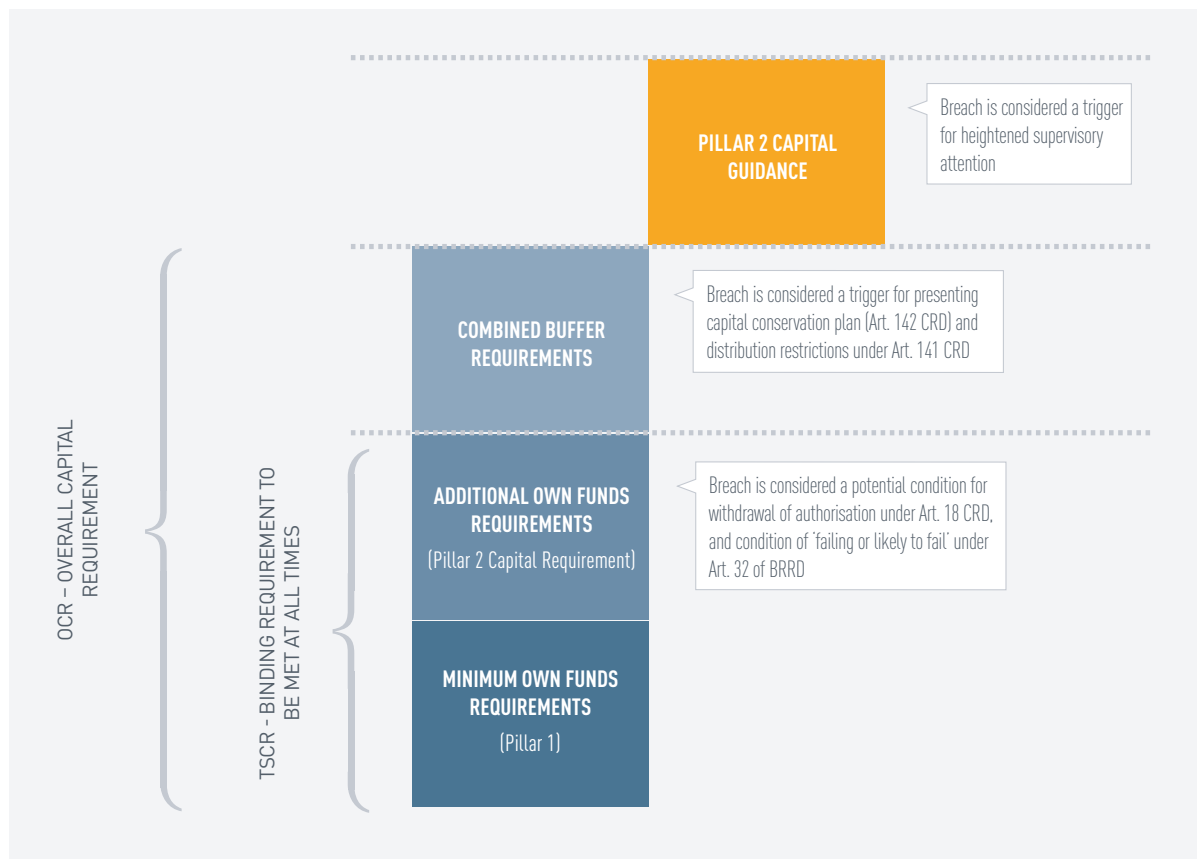 PILLAR 2 CAPITAL
GUIDANCE
Breach is considered a trigger
for heightened supervisory
attention
COMBINED BUFFER
REQUIREMENTS
Breach is considered a trigger for presenting
capital conservation plan (Art. 142 CRD) and
distribution restrictions under Art. 141 CRD
OCR – OVERALL CAPITAL
REQUIREMENT
TSCR - BINDING REQUIREMENT TO
BE MET AT ALL TIMES
ADDITIONAL OWN FUNDS
REQUIREMENTS
(Pillar 2 Capital Requirement)
Breach is considered a potential condition for
withdrawal of authorisation under Art. 18 CRD,
and condition of ‘failing or likely to fail’ under
Art. 32 of BRRD
MINIMUM OWN FUNDS
REQUIREMENTS
(Pillar 1)